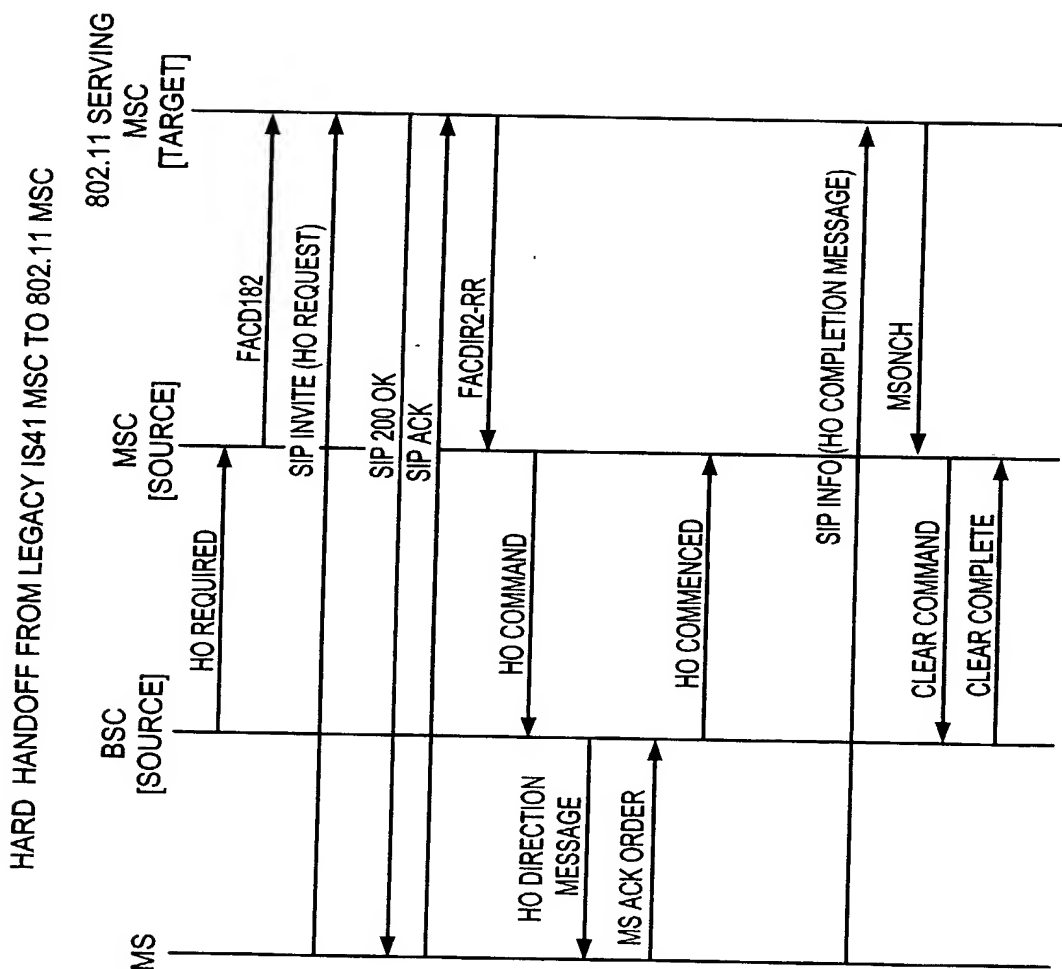 HARD HANDOFF FROM LEGACY IS41 MSC TO 802.11 MSC
MS
BSC
[SOURCE]
MSC
[SOURCE]
802.11 SERVING
MSC
[TARGET]
HO REQUIRED
FACD182
SIP INVITE (HO REQUEST)
SIP 200 OK
SIP ACK
FACDIR2-RR
HO COMMAND
HO DIRECTION
MESSAGE
MS ACK ORDER
HO COMMENCED
SIP INFO (HO COMPLETION MESSAGE)
MSONCH
CLEAR COMMAND
CLEAR COMPLETE